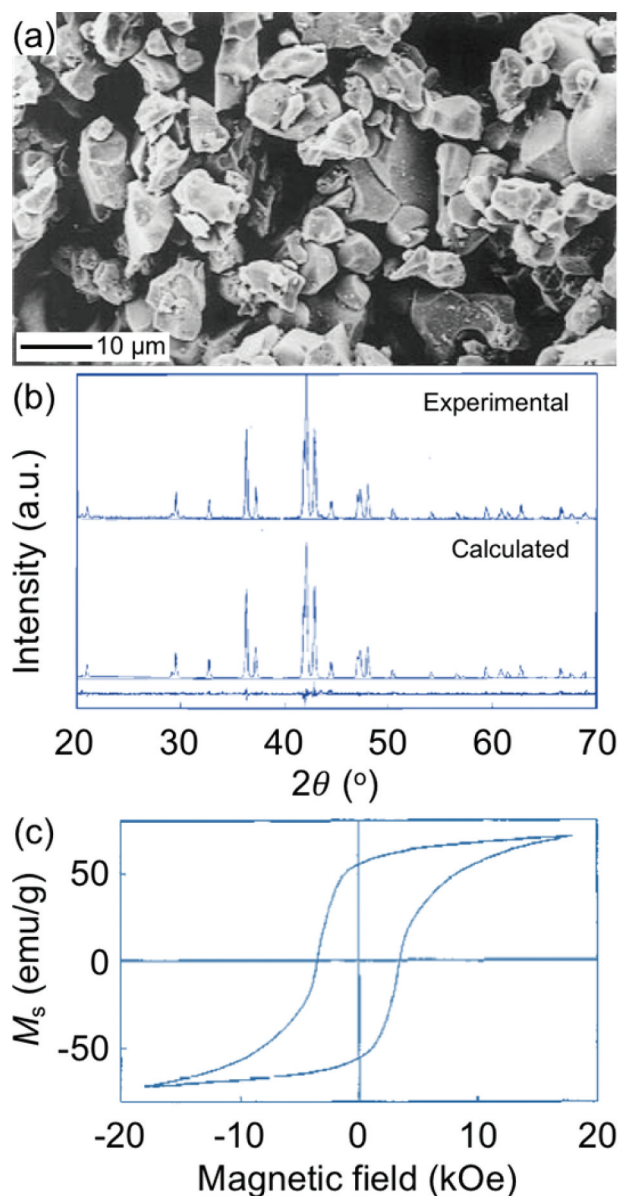 (a)
10 µm
(b)
Experimental
Calculated
Intensity (a.u.)
20 30 40 50 60 70
2θ (°)
(c)
50
0
-50
Ms (emu/g)
-20 -10 0 10 20
Magnetic field (kOe)